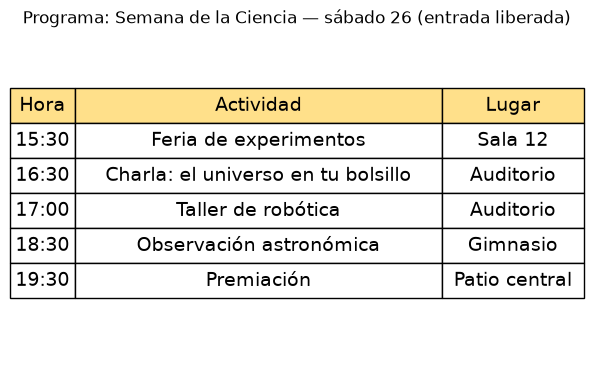 Programa: Semana de la Ciencia — sábado 26 (entrada liberada)
Hora Actividad Lugar
15:30 Feria de experimentos Sala 12
16:30 Charla: el universo en tu bolsillo Auditorio
17:00 Taller de robótica Auditorio
18:30 Observación astronómica Gimnasio
19:30 Premiación Patio central